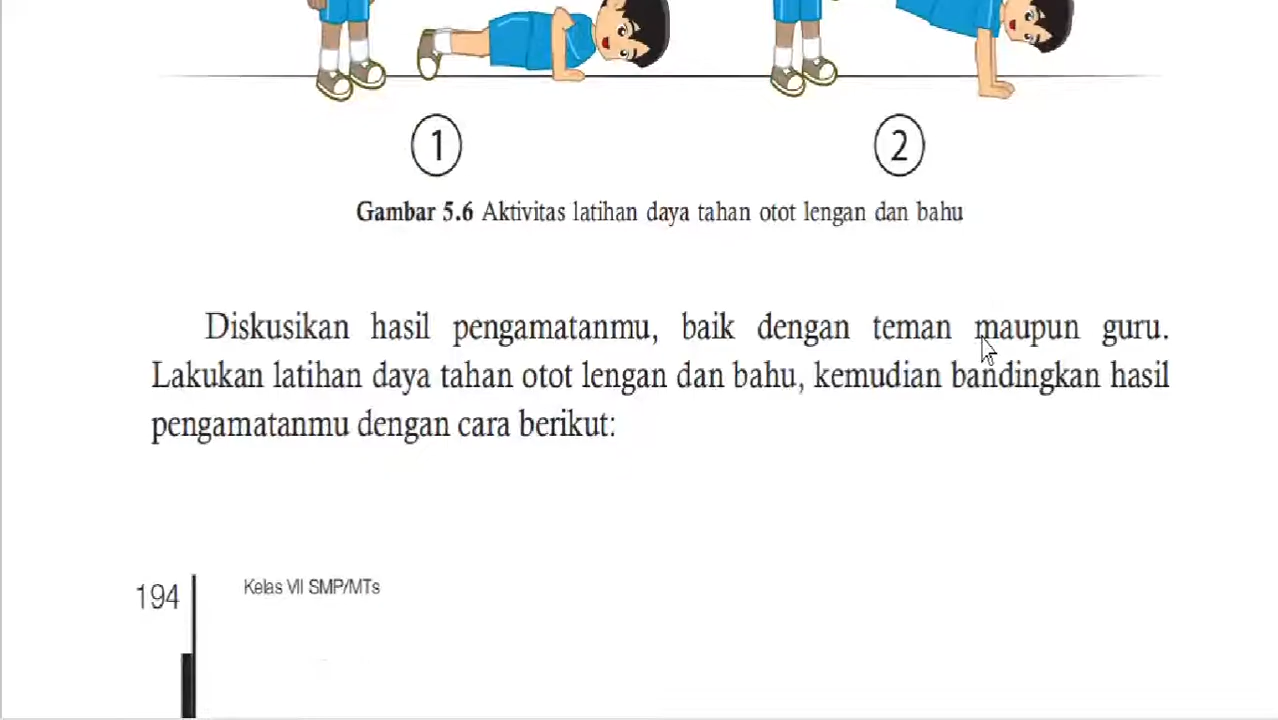 1
2
Gambar 5.6 Aktivitas latihan daya tahan otot lengan dan bahu
Diskusikan hasil pengamatanmu, baik dengan teman maupun guru.
Lakukan latihan daya tahan otot lengan dan bahu, kemudian bandingkan hasil
pengamatanmu dengan cara berikut:
194
Kelas VII SMP/MTs